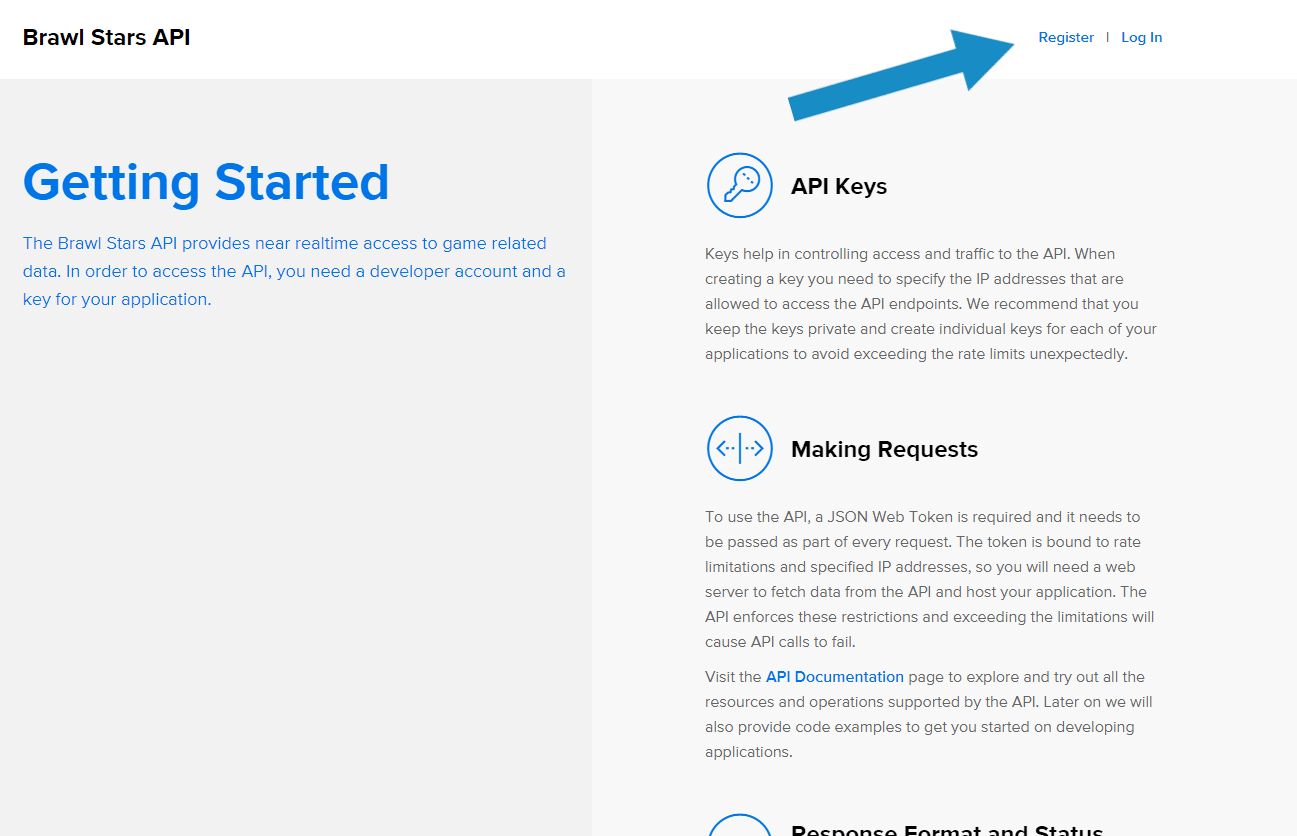 Brawl Stars API
Register | Log In
Getting Started
The Brawl Stars API provides near realtime access to game related
data. In order to access the API, you need a developer account and a
key for your application.
API Keys
Keys help in controlling access and traffic to the API. When
creating a key you need to specify the IP addresses that are
allowed to access the API endpoints. We recommend that you
keep the keys private and create individual keys for each of your
applications to avoid exceeding the rate limits unexpectedly.
Making Requests
To use the API, a JSON Web Token is required and it needs to
be passed as part of every request. The token is bound to rate
limitations and specified IP addresses, so you will need a web
server to fetch data from the API and host your application. The
API enforces these restrictions and exceeding the limitations will
cause API calls to fail.
Visit the API Documentation page to explore and try out all the
resources and operations supported by the API. Later on we will
also provide code examples to get you started on developing
applications.
Response Format and Status